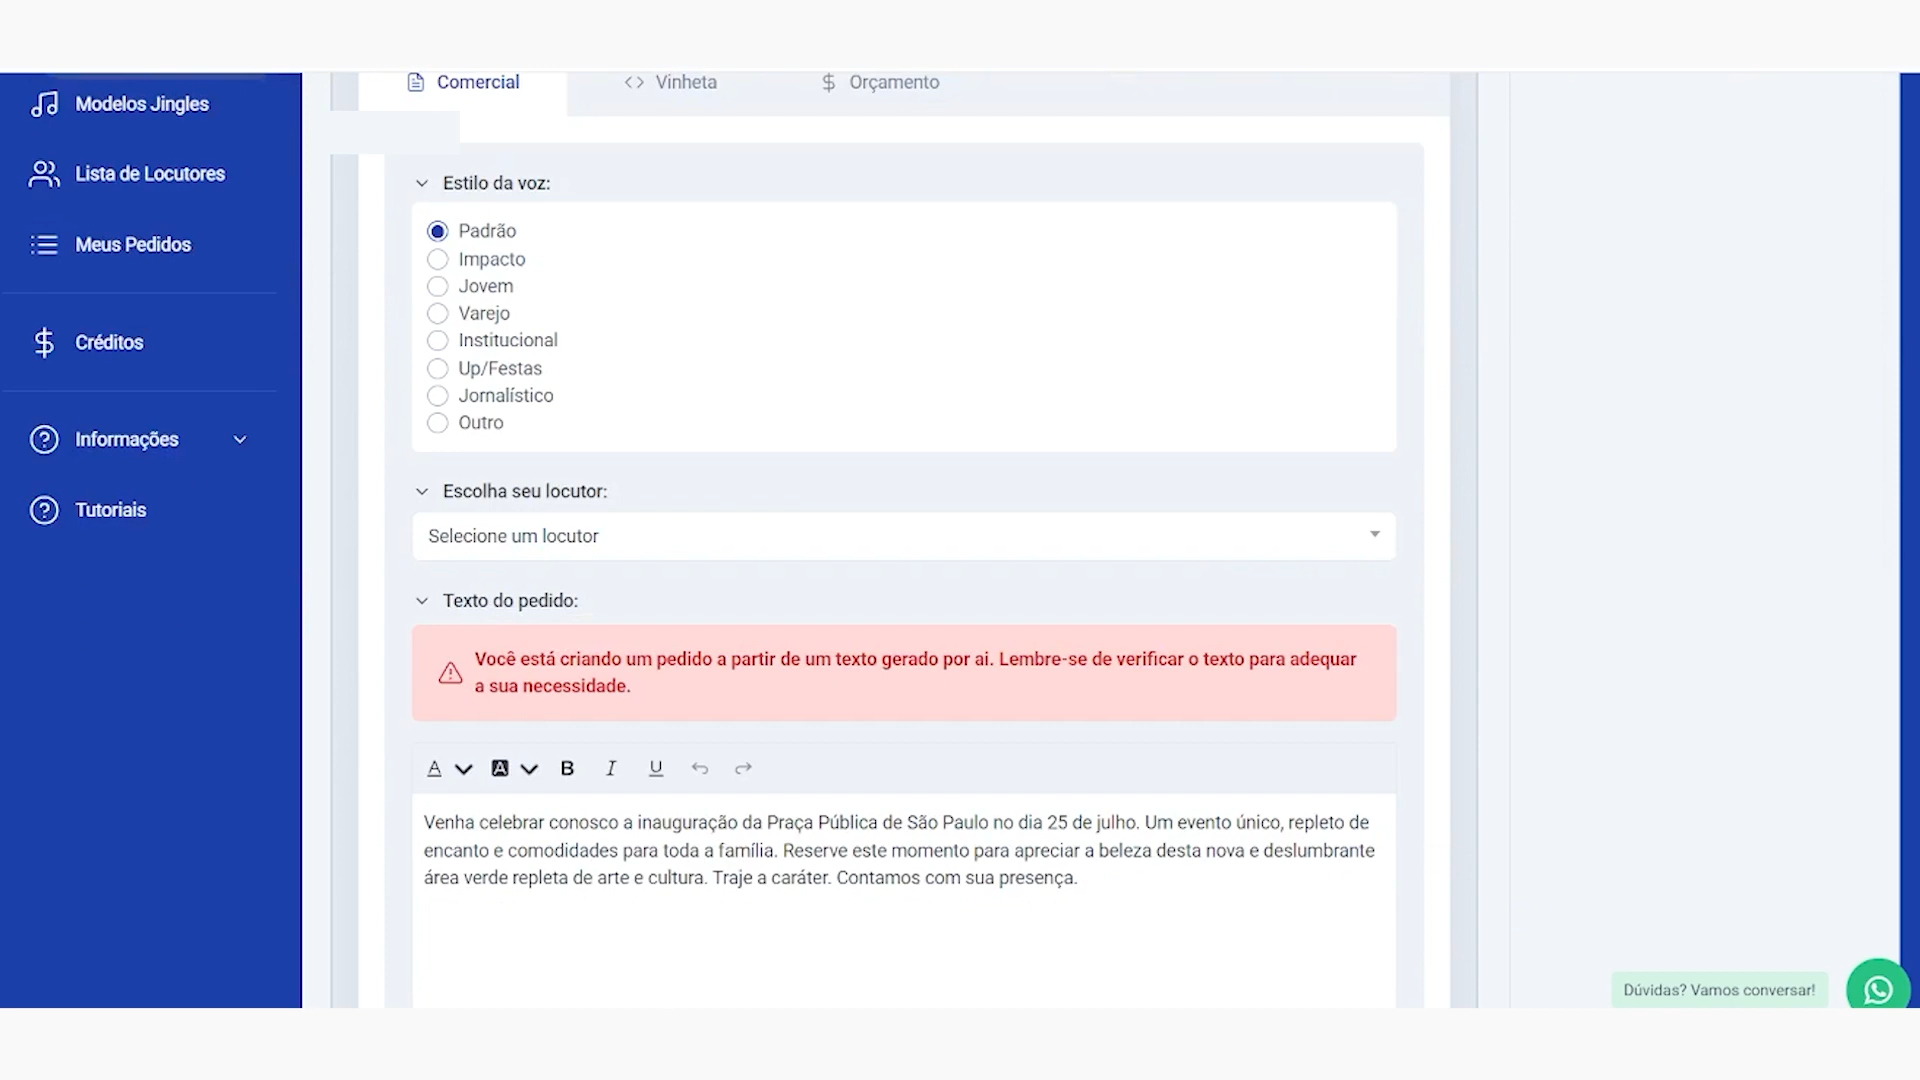 Modelos Jingles
Lista de Locutores
Meus Pedidos
Créditos
Informações
Tutoriais
Comercial
Vinheta
Orçamento
Estilo da voz:
Padrão
Impacto
Jovem
Varejo
Institucional
Up/Festas
Jornalístico
Outro
Escolha seu locutor:
Selecione um locutor
Texto do pedido:
Você está criando um pedido a partir de um texto gerado por ai. Lembre-se de verificar o texto para adequar
a sua necessidade.
A A B I U
Venha celebrar conosco a inauguração da Praça Pública de São Paulo no dia 25 de julho. Um evento único, repleto de
encanto e comodidades para toda a família. Reserve este momento para apreciar a beleza desta nova e deslumbrante
área verde repleta de arte e cultura. Traje a caráter. Contamos com sua presença.
Dúvidas? Vamos conversar!